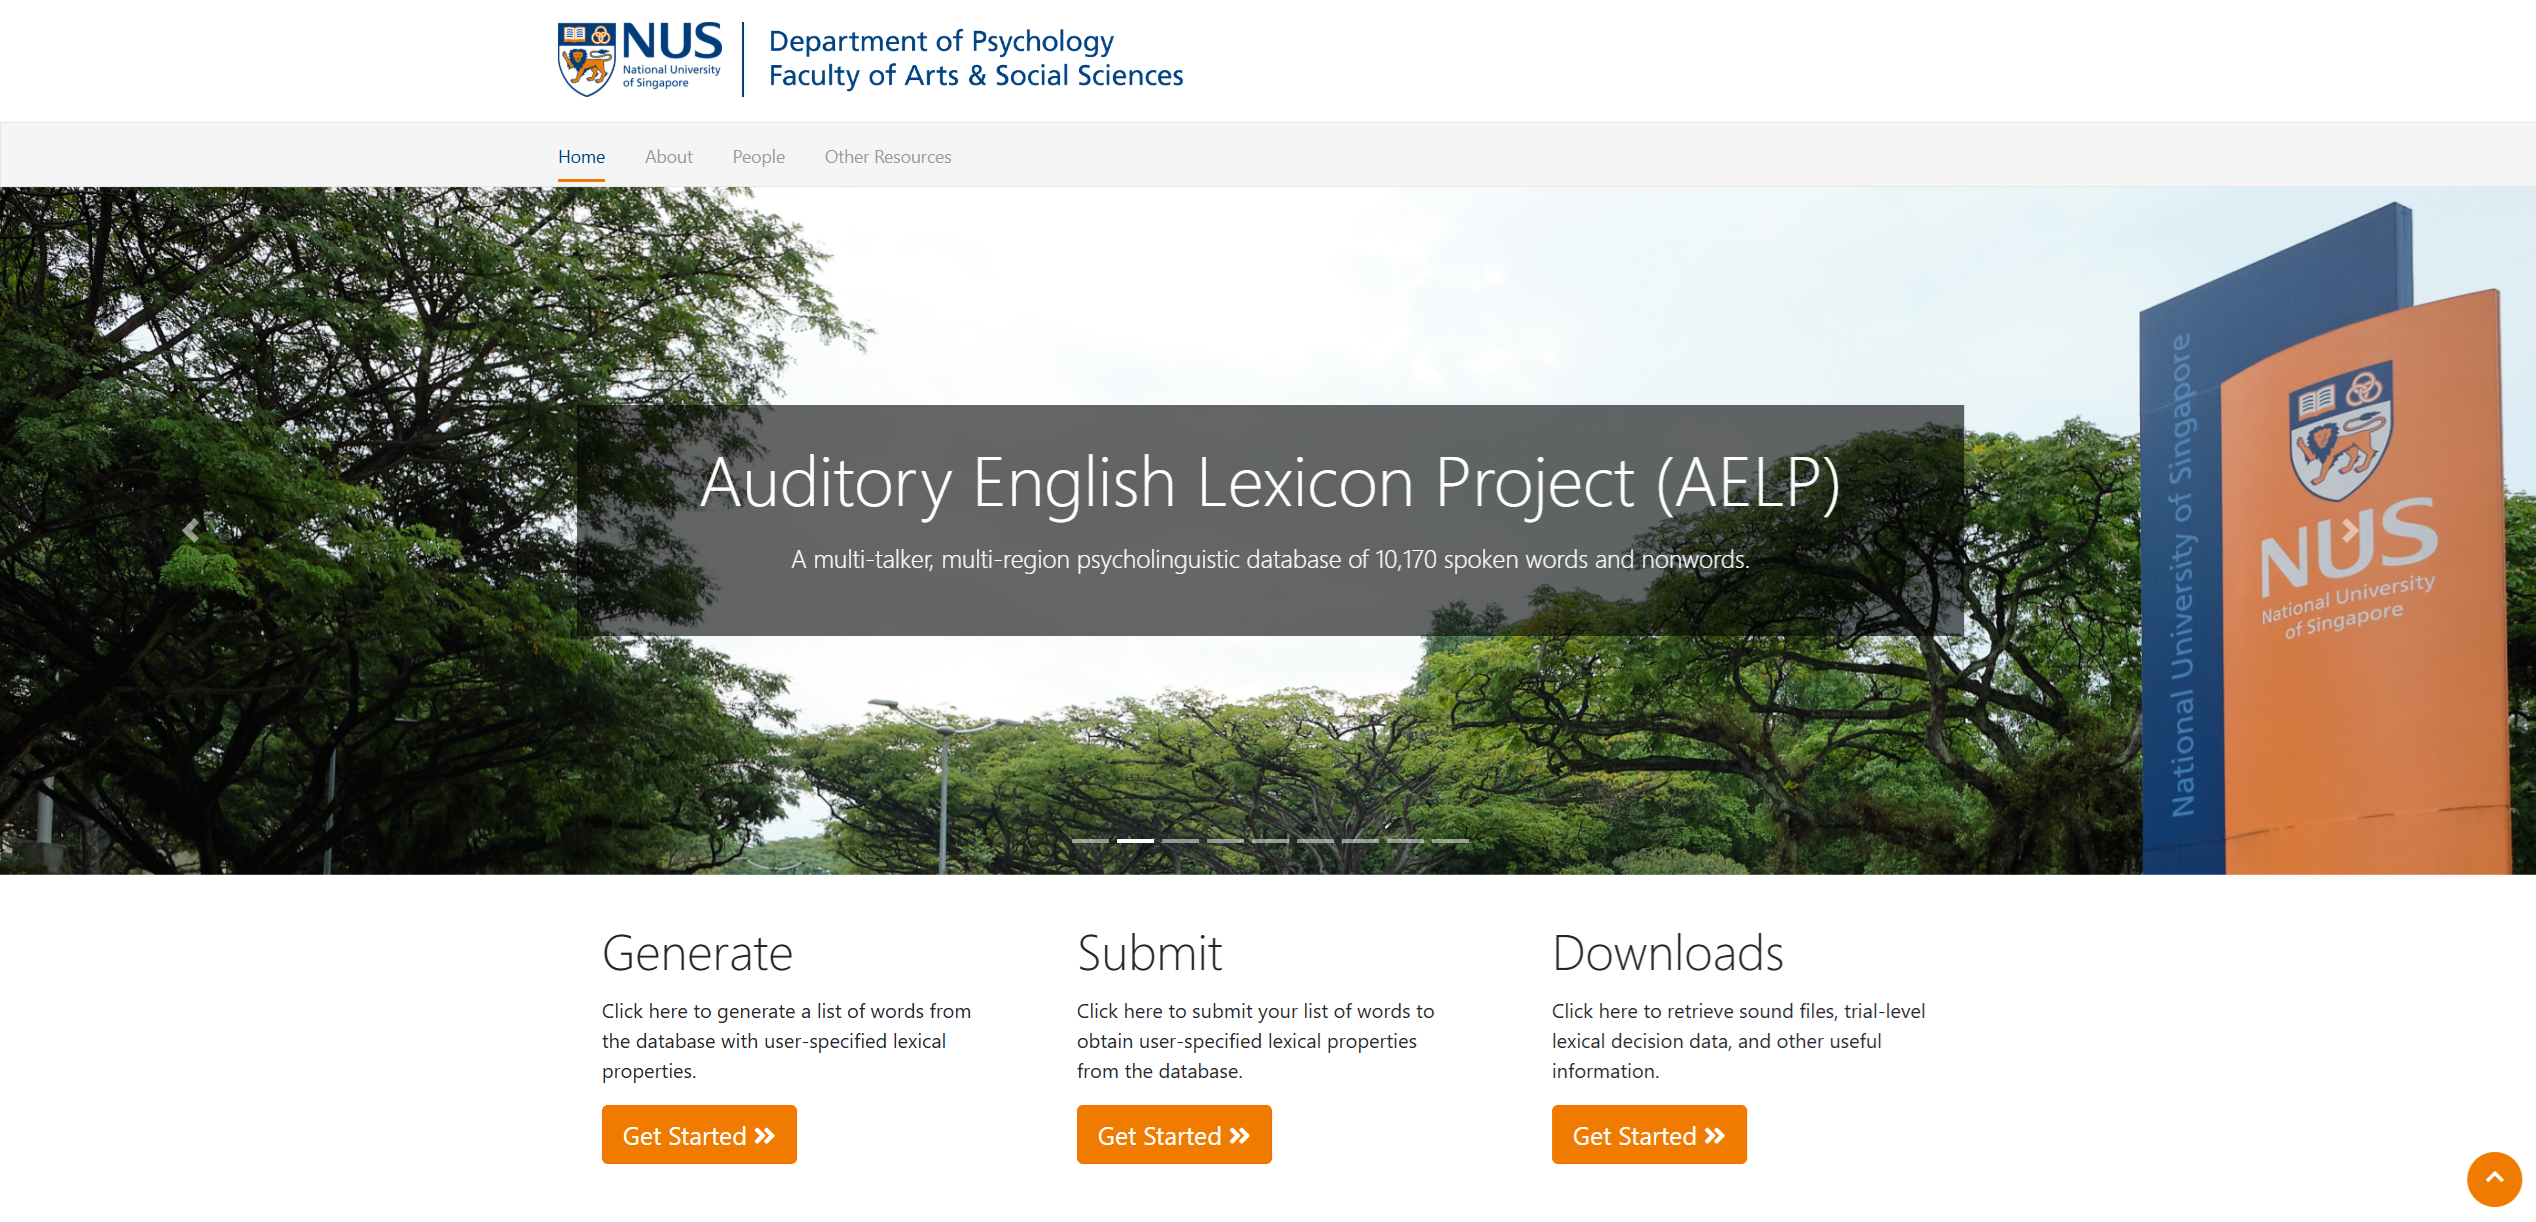 NUS
National University
of Singapore
Department of Psychology
Faculty of Arts & Social Sciences
Home
About
People
Other Resources
Auditory English Lexicon Project (AELP)
A multi-talker, multi-region psycholinguistic database of 10,170 spoken words and nonwords.
National University of Singapore
NUS
National University
of Singapore
Generate
Click here to generate a list of words from
the database with user-specified lexical
properties.
Get Started
Submit
Click here to submit your list of words to
obtain user-specified lexical properties
from the database.
Get Started
Downloads
Click here to retrieve sound files, trial-level
lexical decision data, and other useful
information.
Get Started